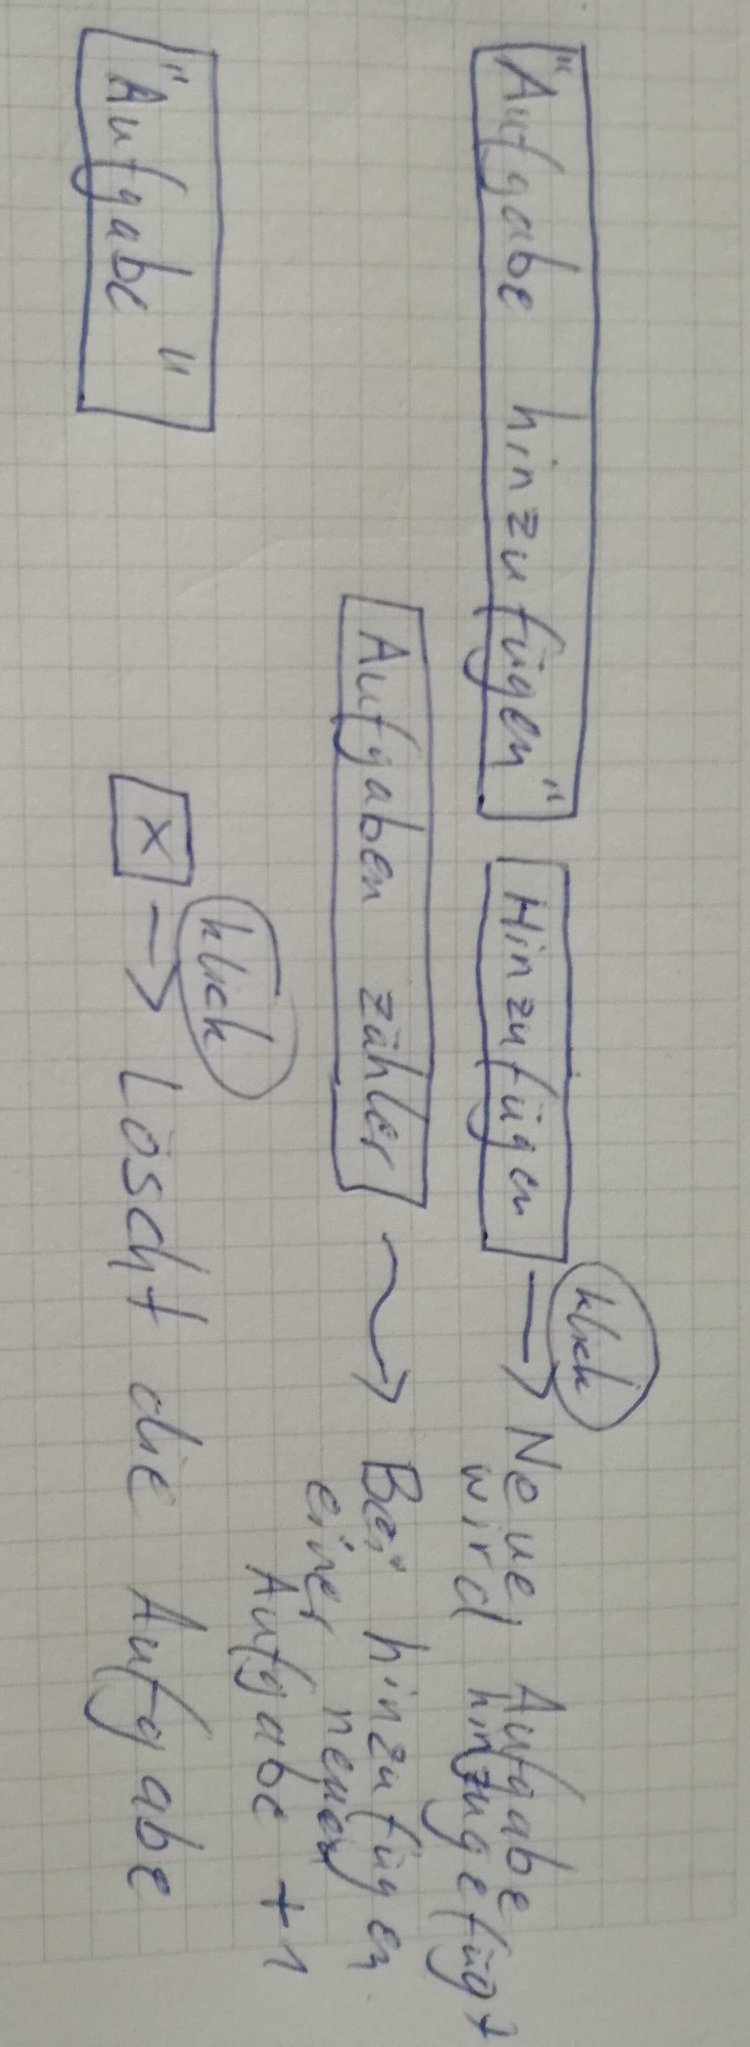 "Aufgabe hinzufügen"
Hinzufügen
klick
Neue Aufgabe
wird hinzugefügt
Aufgaben zähler
Bei hinzufügen
einer neuen
Aufgabe +1
"Aufgabe"
x
klick
Löscht die Aufgabe